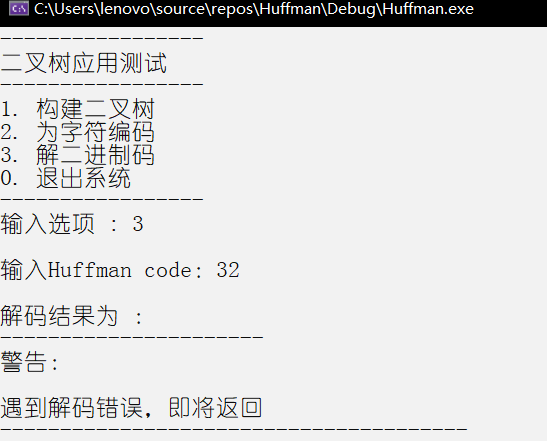 C:\Users\lenovo\source\repos\Huffman\Debug\Huffman.exe
-----------------
二叉树应用测试
-----------------
1. 构建二叉树
2. 为字符编码
3. 解二进制码
0. 退出系统
-----------------
输入选项 : 3
输入Huffman code: 32
解码结果为 :
----------------------
警告:
遇到解码错误，即将返回
---------------------------------------